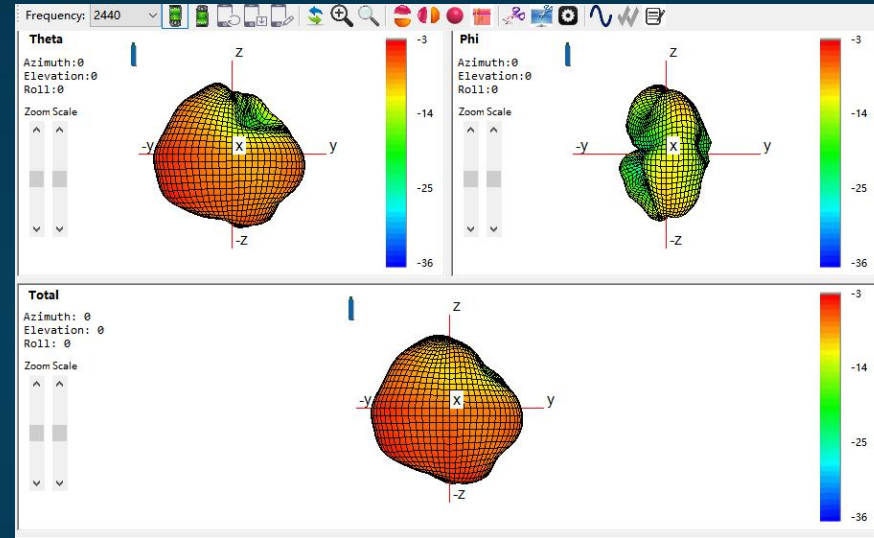 Frequency: 2440
Theta
Azimuth:0
Elevation:0
Roll:0
Zoom Scale
Z
-y
X
y
-Z
-3
-14
-25
-36
Phi
Azimuth:0
Elevation:0
Roll:0
Zoom Scale
Z
-y
X
y
-Z
-3
-14
-25
-36
Total
Azimuth: 0
Elevation: 0
Roll: 0
Zoom Scale
Z
-y
X
y
-Z
-3
-14
-25
-36